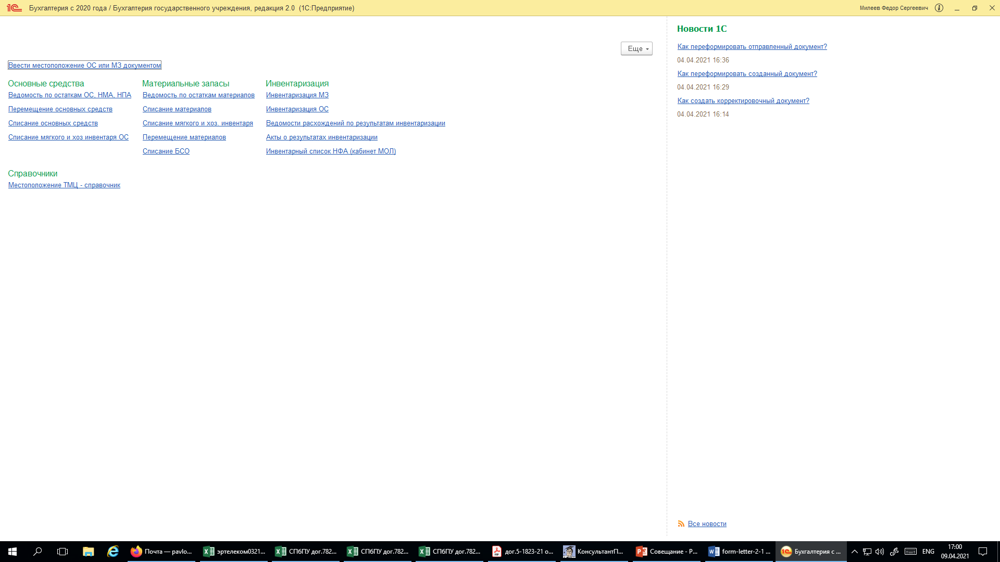 Бухгалтерия с 2020 года / Бухгалтерия государственного учреждения, редакция 2.0 (1С:Предприятие)
Милеев Федор Сергеевич
Еще
Ввести местоположение ОС или МЗ документом
Основные средства
Ведомость по остаткам ОС, НМА, НПА
Перемещение основных средств
Списание основных средств
Списание мягкого и хоз инвентаря ОС
Материальные запасы
Ведомость по остаткам материалов
Списание материалов
Списание мягкого и хоз. инвентаря
Перемещение материалов
Списание БСО
Инвентаризация
Инвентаризация МЗ
Инвентаризация ОС
Ведомости расхождений по результатам инвентаризации
Акты о результатах инвентаризации
Инвентарный список НФА (кабинет МОЛ)
Справочники
Местоположение ТМЦ - справочник
Новости 1С
Как переформировать отправленный документ?
04.04.2021 16:36
Как переформировать созданный документ?
04.04.2021 16:29
Как создать корректировочный документ?
04.04.2021 16:14
Все новости
Почта — pavlo...
эртелеком0321...
СПбПУ дог.782...
СПбПУ дог.782...
СПбПУ дог.782...
дог.5-1823-21 о...
КонсультантП...
Совещание - P...
form-letter-2-1 ...
Бухгалтерия с ...
ENG
17:00
09.04.2021